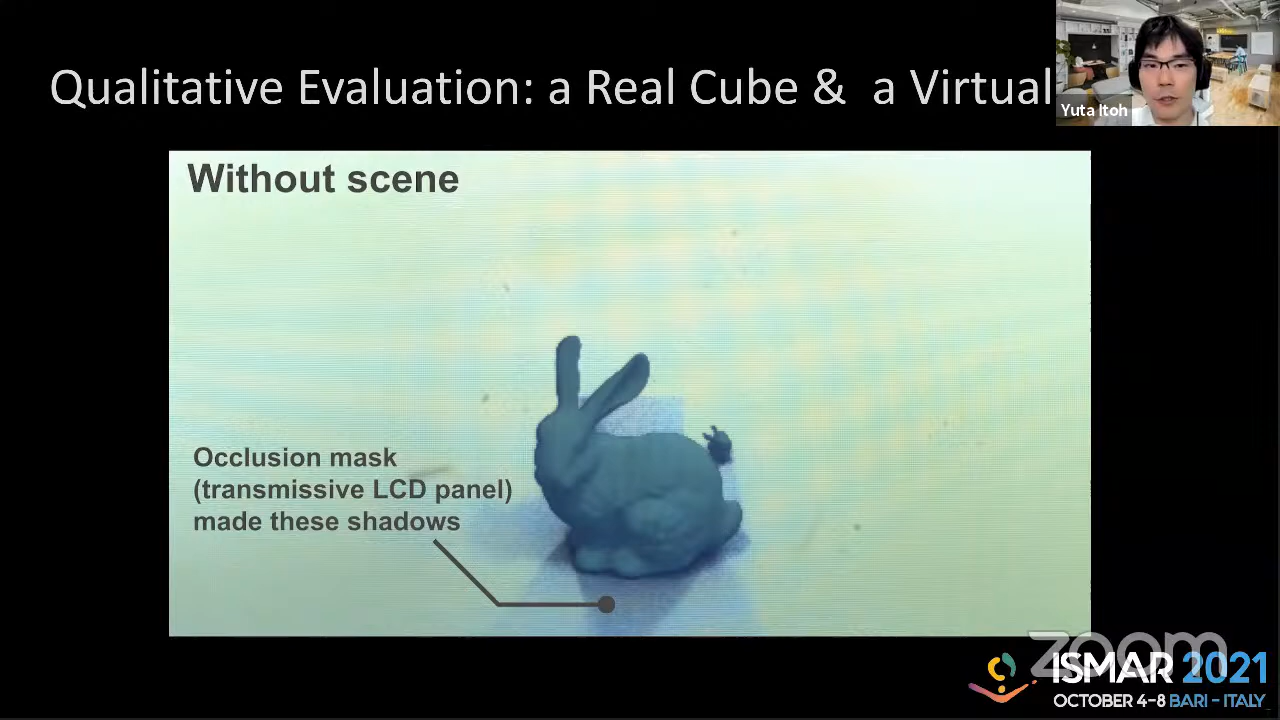 Qualitative Evaluation: a Real Cube & a Virtual
Yuta Itoh
Without scene
Occlusion mask
(transmissive LCD panel)
made these shadows
zoom
ISMAR 2021
OCTOBER 4-8 BARI - ITALY